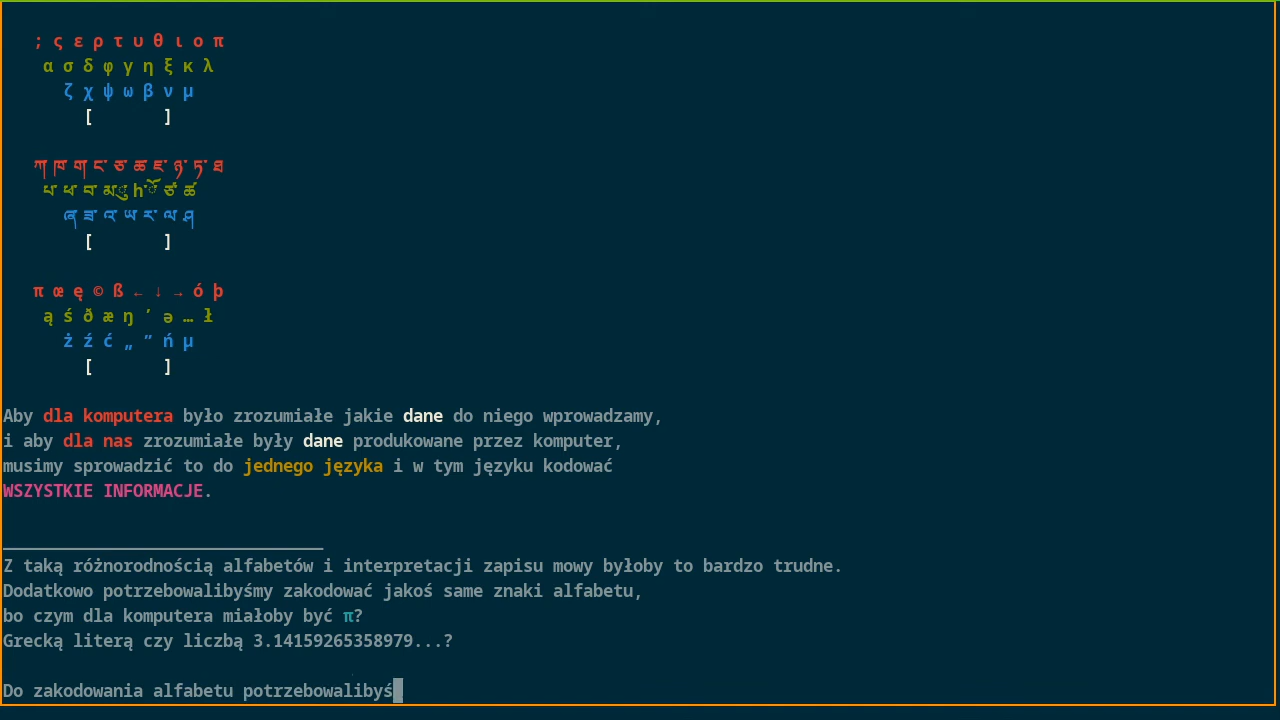 ; ς ε ρ τ υ θ ι ο π
α σ δ φ γ η ξ κ λ
ζ χ ψ ω β ν μ
[ ]
ཀ ཁ ག ང་ ཅ་ ཆ ཇ་ ཉ་ ཏ་ ཐ
པ་ ཕ་ བ་ མ ུ h ོ ཙ ཚ
ཞ ཟ་ འ་ ཡ ར་ ལ ཤ
[ ]
π œ ę © ß ← ↓ → ó þ
ą ś ð æ ŋ ’ ə … ł
ż ź ć „ ” ń µ
[ ]
Aby dla komputera było zrozumiałe jakie dane do niego wprowadzamy,
i aby dla nas zrozumiałe były dane produkowane przez komputer,
musimy sprowadzić to do jednego języka i w tym języku kodować
WSZYSTKIE INFORMACJE.
Z taką różnorodnością alfabetów i interpretacji zapisu mowy byłoby to bardzo trudne.
Dodatkowo potrzebowalibyśmy zakodować jakoś same znaki alfabetu,
bo czym dla komputera miałoby być π?
Grecką literą czy liczbą 3.14159265358979...?
Do zakodowania alfabetu potrzebowalibyś